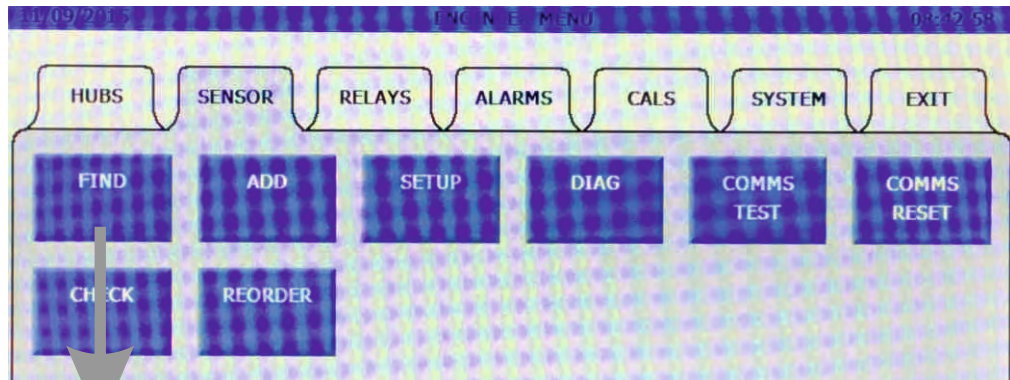 11/09/2015 MENU 08:42:58
HUBS SENSOR RELAYS ALARMS CALS SYSTEM EXIT
FIND ADD SETUP DIAG COMMS TEST COMMS RESET
CHECK REORDER